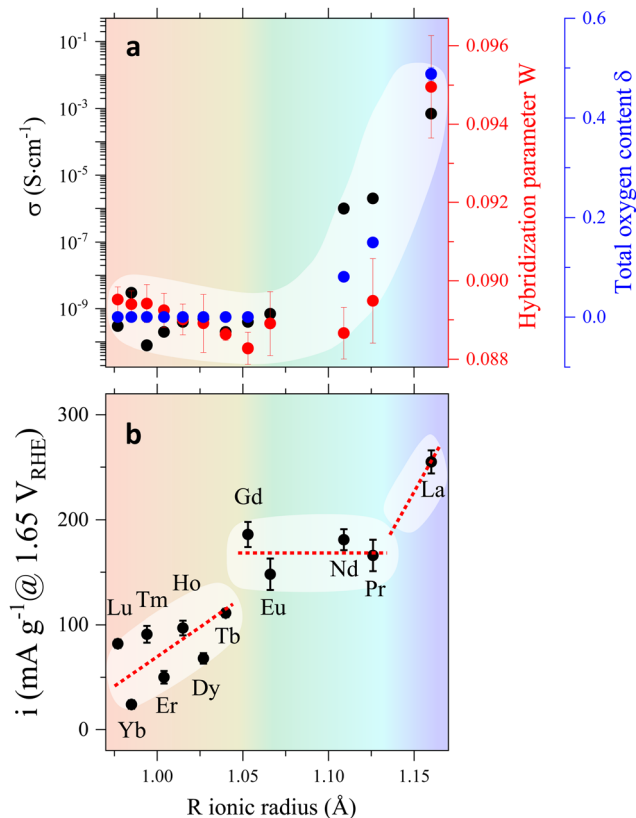 a
10⁻¹
10⁻³
10⁻⁵
10⁻⁷
10⁻⁹
σ (S·cm⁻¹)
0.096
0.094
0.092
0.090
0.088
Hybridization parameter W
0.6
0.4
0.2
0.0
Total oxygen content δ
b
300
200
100
0
i (mA g⁻¹@ 1.65 V_RHE)
Gd
La
Ho
Nd
Tm
Eu
Pr
Lu
Tb
Dy
Er
Yb
1.00
1.05
1.10
1.15
R ionic radius (Å)